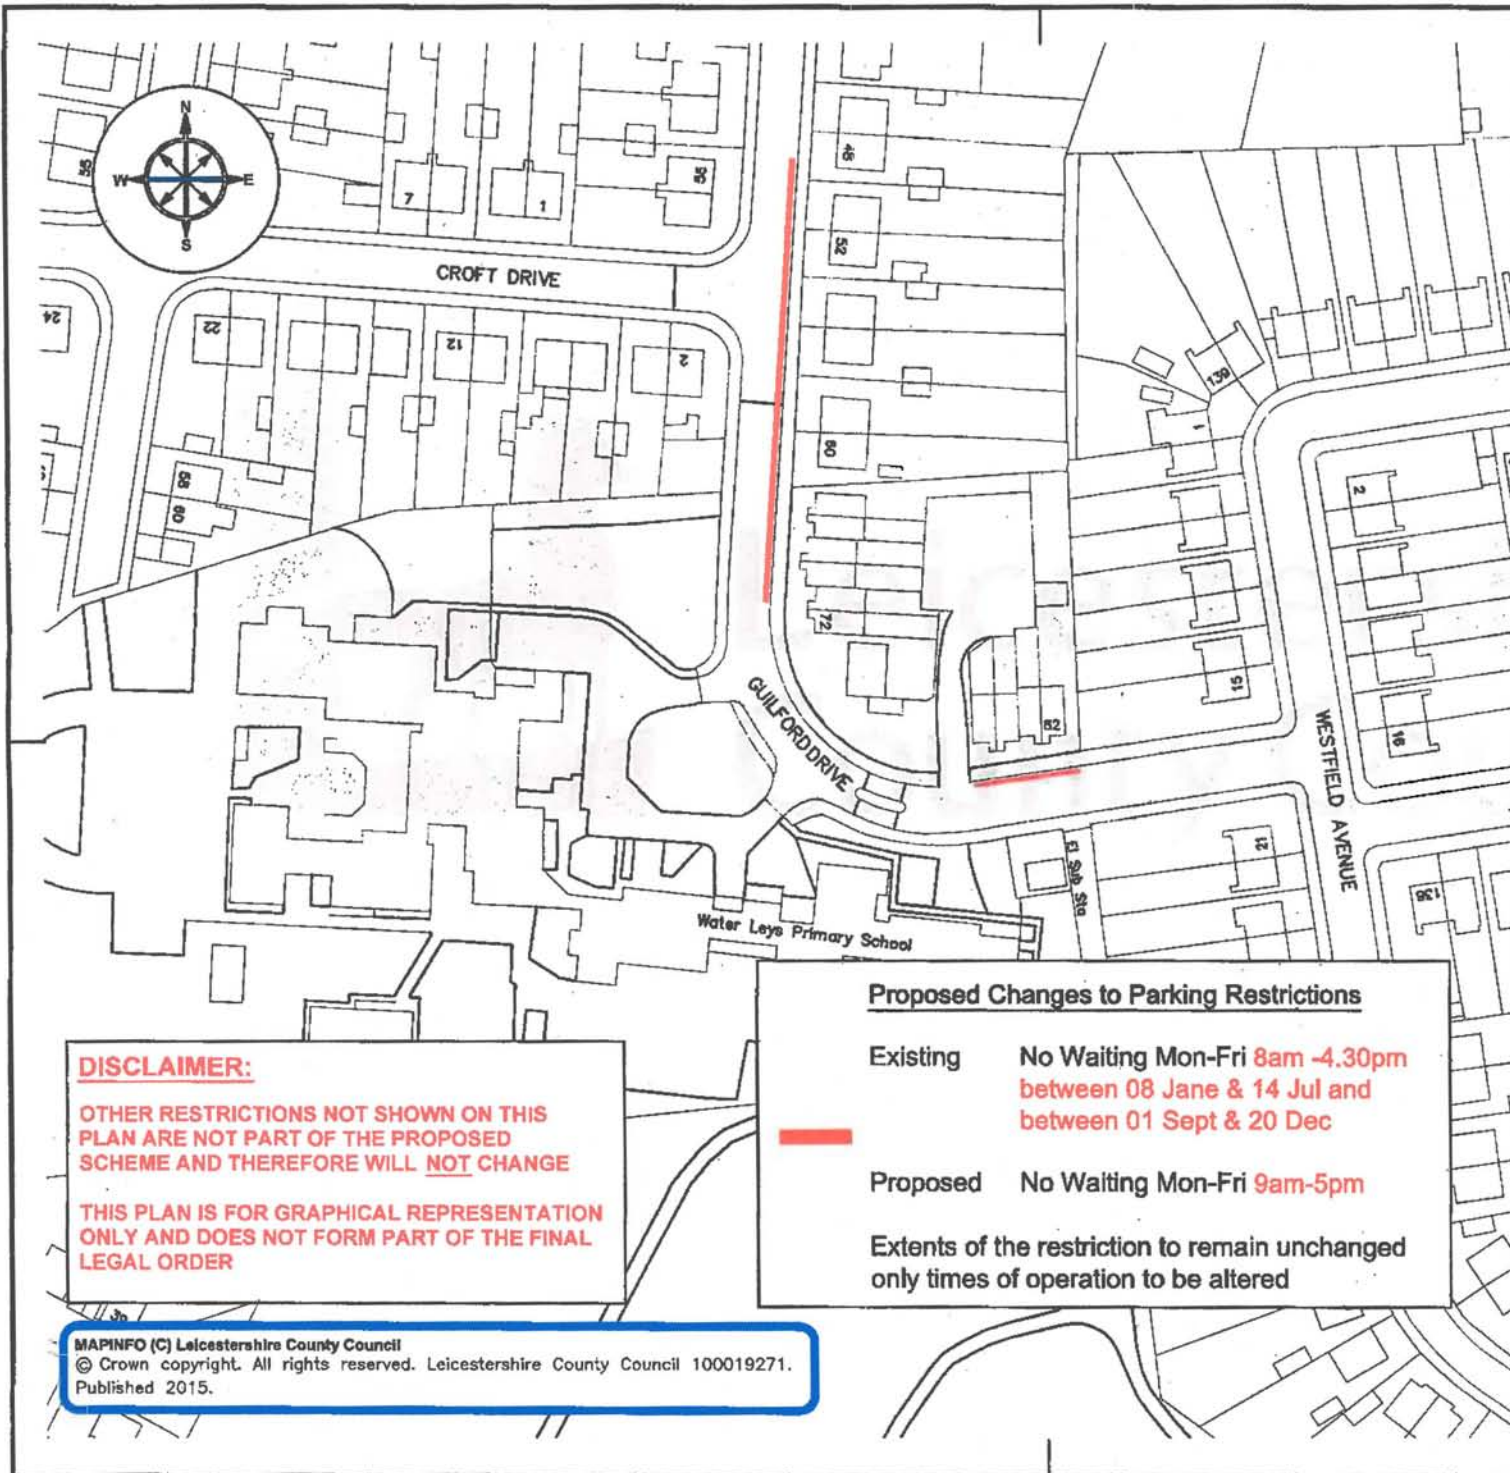 N
W E
S
55
7
1
55
48
52
CROFT DRIVE
24
22
12
2
60
139
1
2
58
60
72
15
16
82
GUILFORD DRIVE
WESTFIELD AVENUE
El Sub Sta
21
136
Water Leys Primary School
Proposed Changes to Parking Restrictions
Existing No Waiting Mon-Fri 8am -4.30pm
between 08 Jane & 14 Jul and
between 01 Sept & 20 Dec
Proposed No Waiting Mon-Fri 9am-5pm
Extents of the restriction to remain unchanged
only times of operation to be altered
DISCLAIMER:
OTHER RESTRICTIONS NOT SHOWN ON THIS
PLAN ARE NOT PART OF THE PROPOSED
SCHEME AND THEREFORE WILL NOT CHANGE
THIS PLAN IS FOR GRAPHICAL REPRESENTATION
ONLY AND DOES NOT FORM PART OF THE FINAL
LEGAL ORDER
MAPINFO (C) Leicestershire County Council
© Crown copyright. All rights reserved. Leicestershire County Council 100019271.
Published 2015.